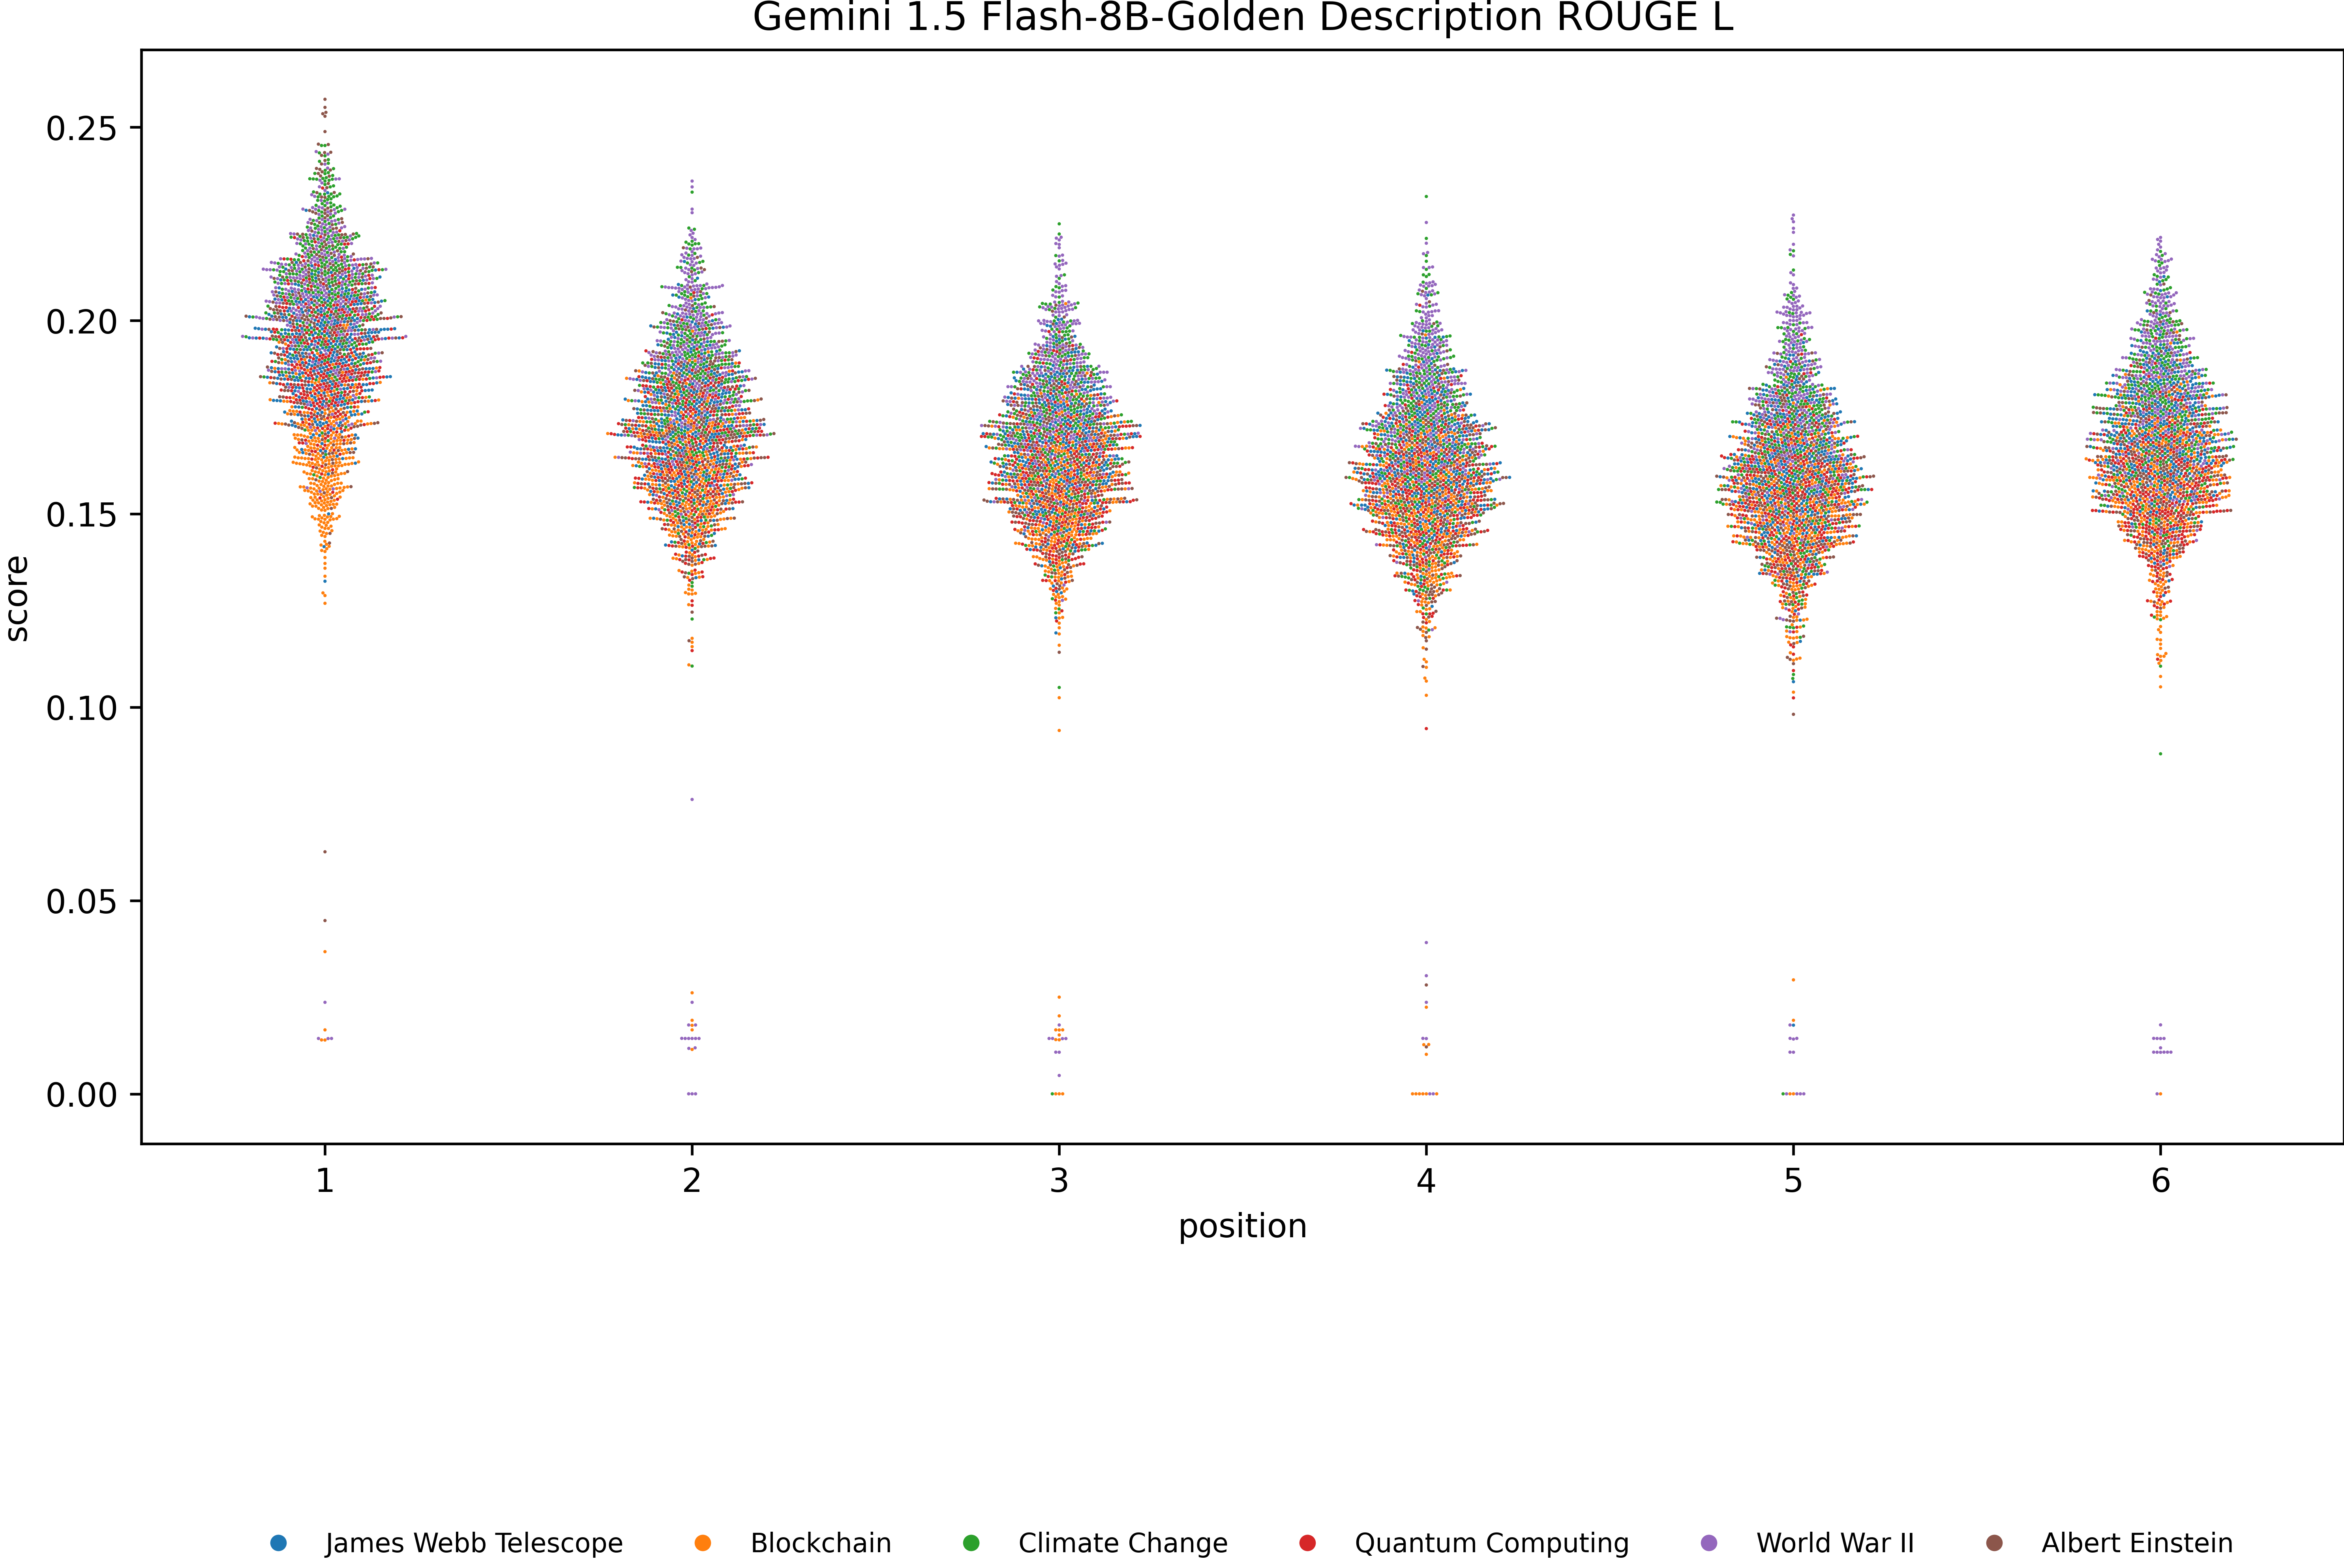 Gemini 1.5 Flash-8B-Golden Description ROUGE L
score
0.25
0.20
0.15
0.10
0.05
0.00
1 2 3 4 5 6
position
James Webb Telescope Blockchain Climate Change Quantum Computing World War II Albert Einstein